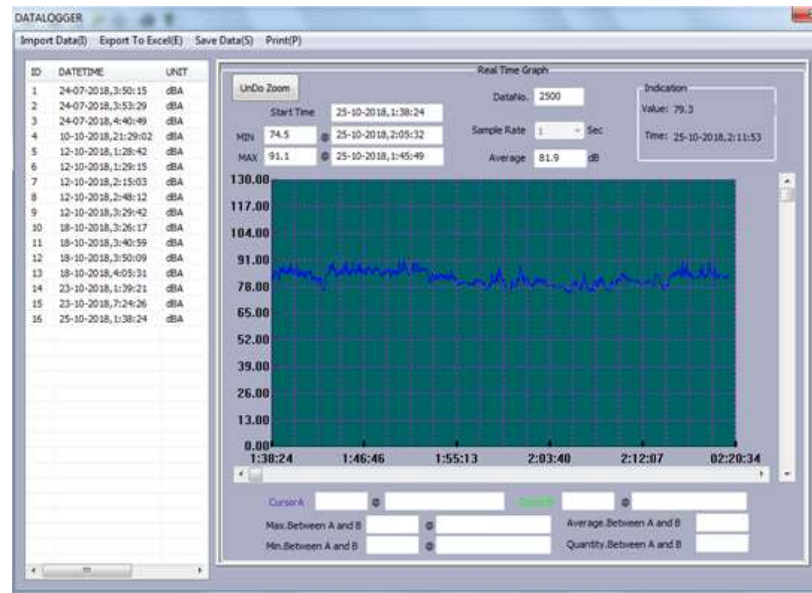 DATALOGGER
Import Data(I) Export To Excel(E) Save Data(S) Print(P)
ID DATETIME UNIT
1 24-07-2018,3:50:15 dBA
2 24-07-2018,3:53:29 dBA
3 24-07-2018,4:40:49 dBA
4 10-10-2018,21:29:02 dBA
5 12-10-2018,1:28:42 dBA
6 12-10-2018,1:29:15 dBA
7 12-10-2018,2:15:03 dBA
8 12-10-2018,2:48:12 dBA
9 12-10-2018,3:29:42 dBA
10 18-10-2018,3:26:17 dBA
11 18-10-2018,3:40:59 dBA
12 18-10-2018,3:50:09 dBA
13 18-10-2018,4:05:31 dBA
14 23-10-2018,1:39:21 dBA
15 23-10-2018,7:24:26 dBA
16 25-10-2018,1:38:24 dBA
Real Time Graph
UnDo Zoom
Start Time 25-10-2018,1:38:24
MIN 74.5 @ 25-10-2018,2:05:32
MAX 91.1 @ 25-10-2018,1:45:49
DataNo. 2500
Sample Rate 1 Sec
Average 81.9 dB
Indication
Value: 79.3
Time: 25-10-2018,2:11:53
130.00
117.00
104.00
91.00
78.00
65.00
52.00
39.00
26.00
13.00
0.00
1:38:24 1:46:46 1:55:13 2:03:40 2:12:07 02:20:34
CursorA @ CursorB @
Max.Between A and B @ Average.Between A and B
Min.Between A and B @ Quantity.Between A and B